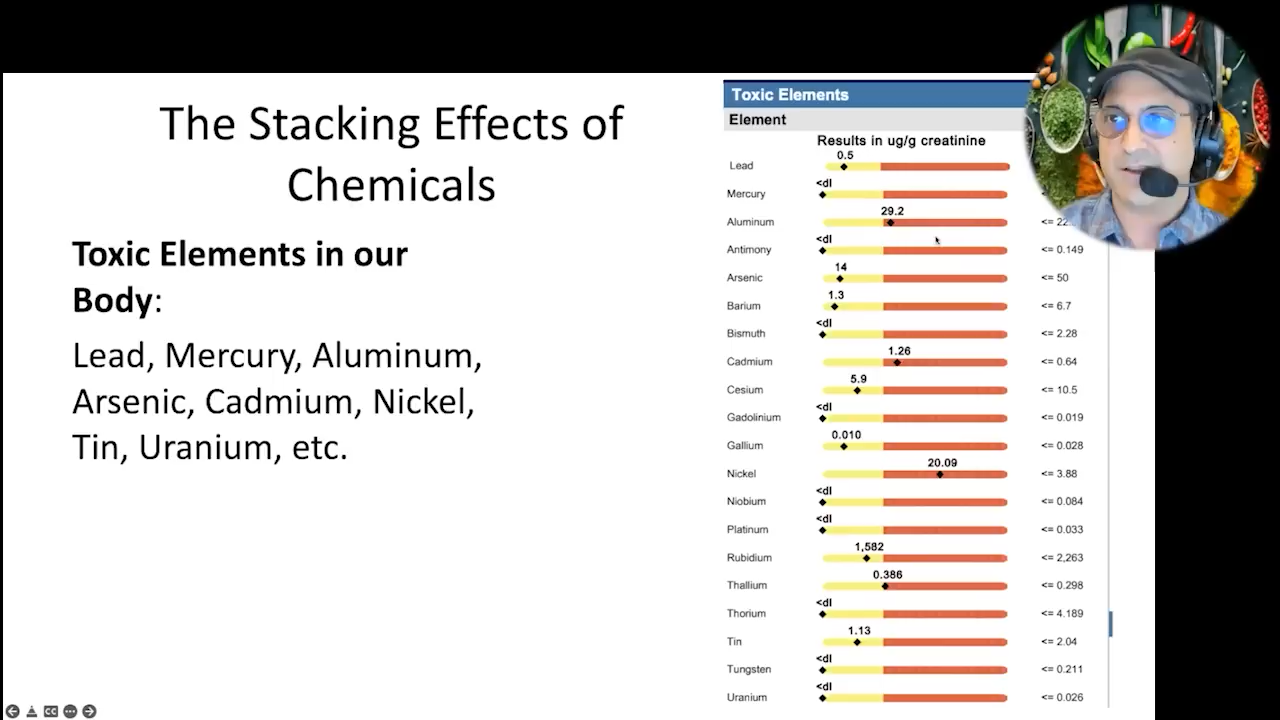 The Stacking Effects of
Chemicals
Toxic Elements in our
Body:
Lead, Mercury, Aluminum,
Arsenic, Cadmium, Nickel,
Tin, Uranium, etc.
Toxic Elements
Element
Results in ug/g creatinine
Lead 0.5
Mercury <dl
Aluminum 29.2
Antimony <dl <= 0.149
Arsenic 14 <= 50
Barium 1.3 <= 6.7
Bismuth <dl <= 2.28
Cadmium 1.26 <= 0.64
Cesium 5.9 <= 10.5
Gadolinium <dl <= 0.019
Gallium 0.010 <= 0.028
Nickel 20.09 <= 3.88
Niobium <dl <= 0.084
Platinum <dl <= 0.033
Rubidium 1,582 <= 2,263
Thallium 0.386 <= 0.298
Thorium <dl <= 4.189
Tin 1.13 <= 2.04
Tungsten <dl <= 0.211
Uranium <dl <= 0.026
CC